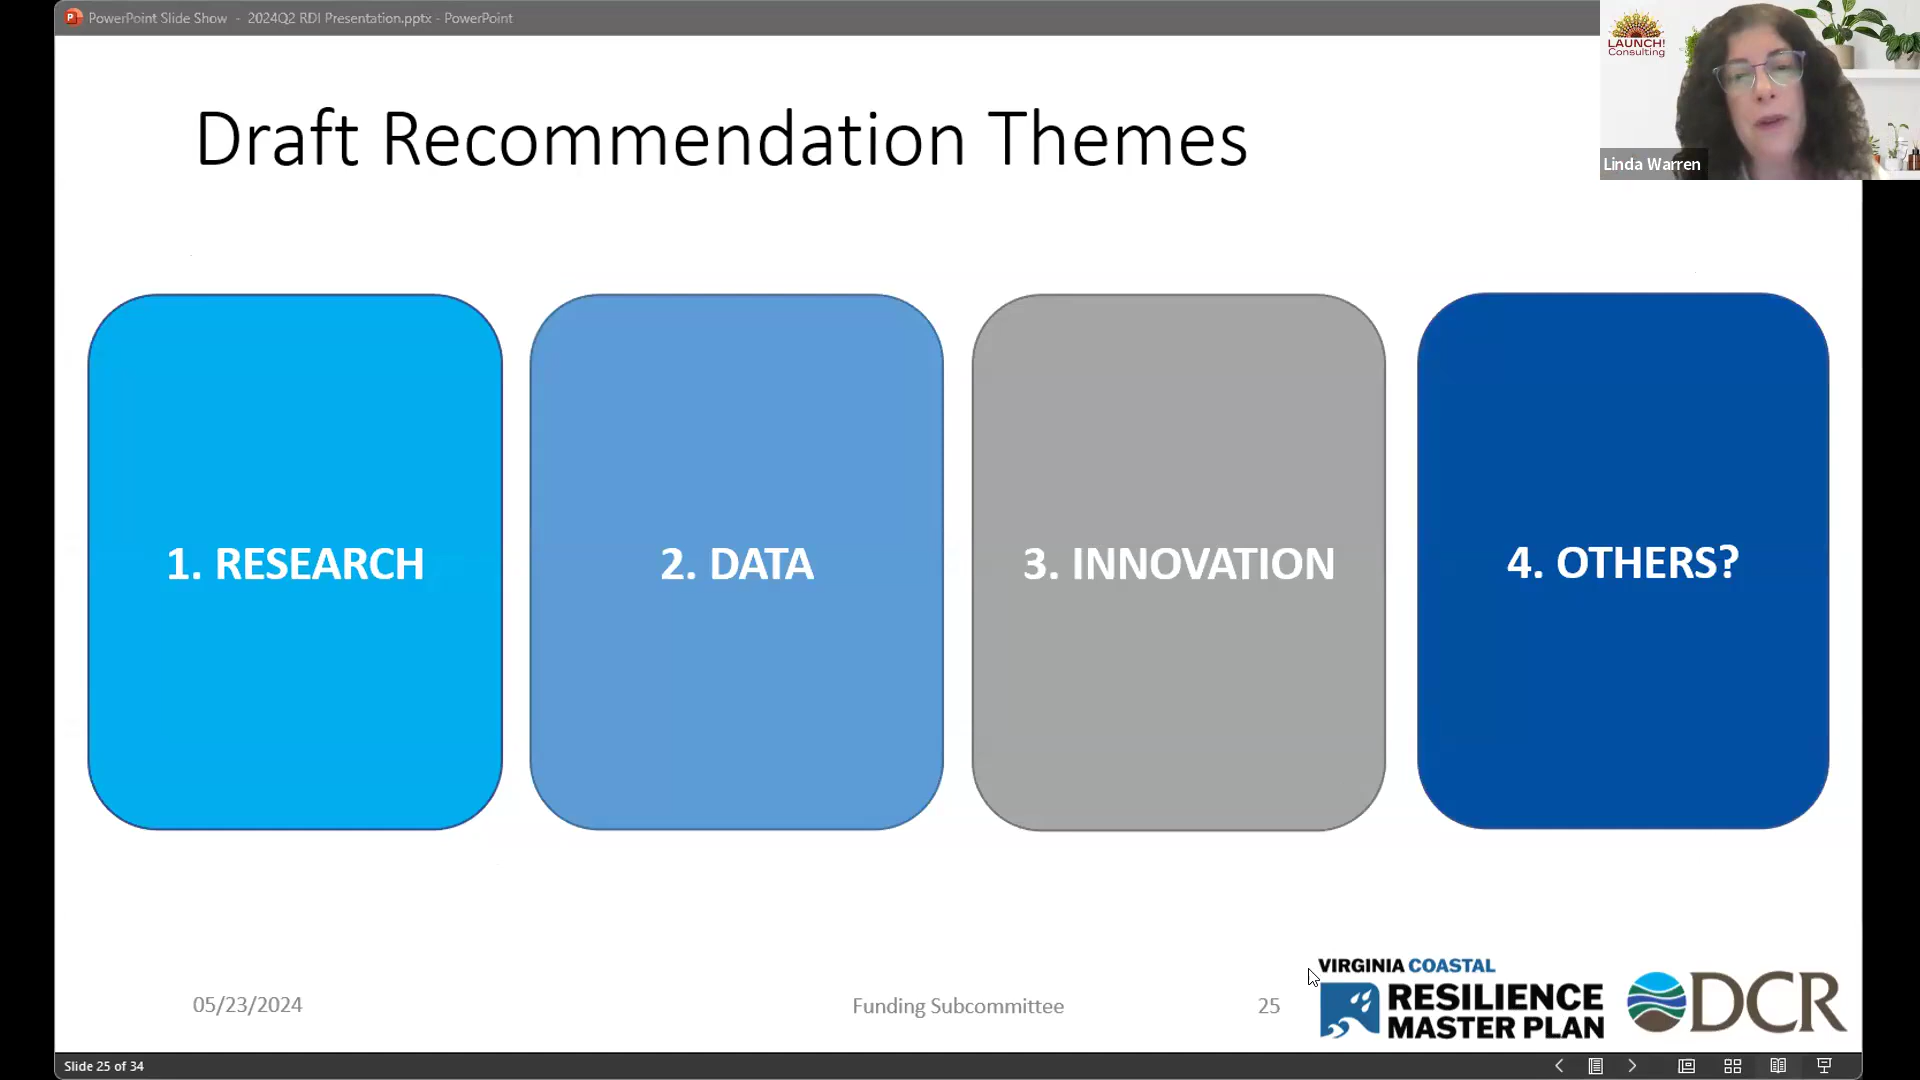 PowerPoint Slide Show - 2024Q2 RDI Presentation.pptx - PowerPoint
LAUNCH!
Consulting
Linda Warren
Draft Recommendation Themes
1. RESEARCH
2. DATA
3. INNOVATION
4. OTHERS?
05/23/2024
Funding Subcommittee
25
VIRGINIA COASTAL
RESILIENCE
MASTER PLAN
DCR
Slide 25 of 34